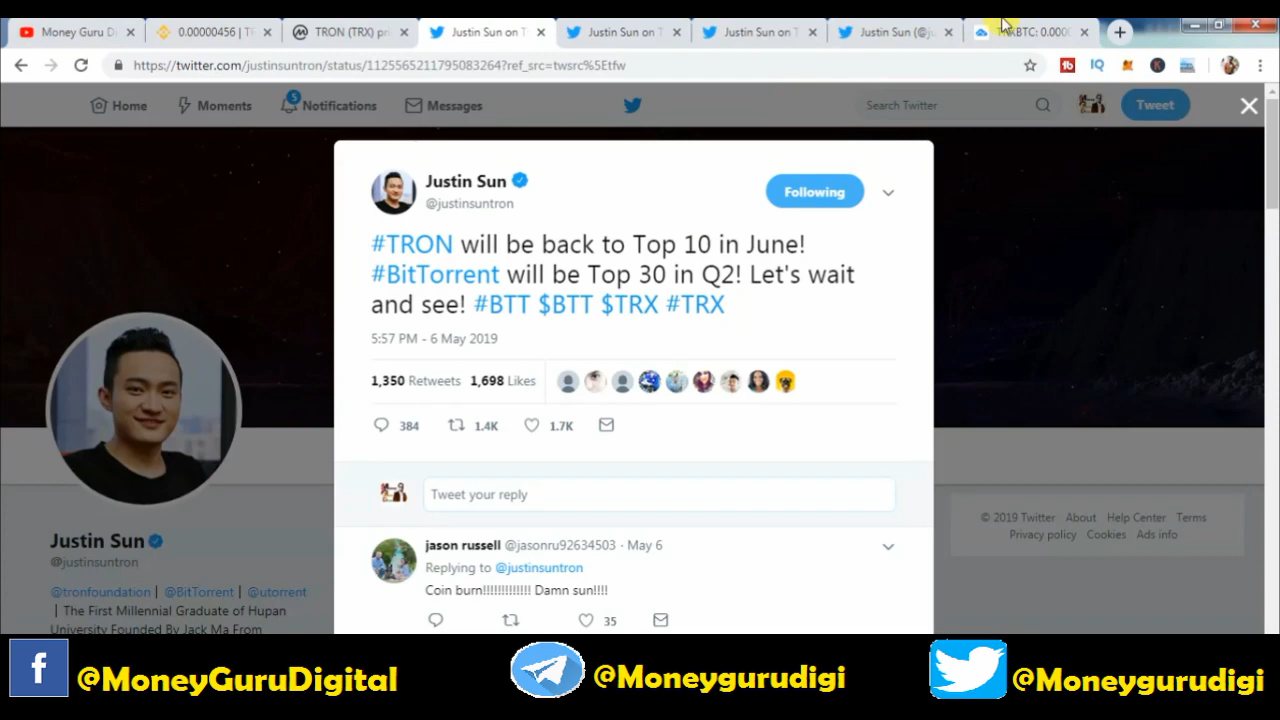 Money Guru D
0.00000456 | T
TRON (TRX) pri
Justin Sun on T
Justin Sun on T
Justin Sun on T
Justin Sun (@ju
BTC: 0.000
https://twitter.com/justinsuntron/status/1125565211795083264?ref_src=twsrc%5Etfw
IQ
Home
Moments
5
Notifications
Messages
Search Twitter
Tweet
Justin Sun
@justinsuntron
Following
#TRON will be back to Top 10 in June!
#BitTorrent will be Top 30 in Q2! Let's wait
and see! #BTT $BTT $TRX #TRX
5:57 PM - 6 May 2019
1,350 Retweets 1,698 Likes
384 1.4K 1.7K
Tweet your reply
jason russell @jasonru92634503 · May 6
Replying to @justinsuntron
Coin burn!!!!!!!!!!!!! Damn sun!!!!
35
Justin Sun
@justinsuntron
@tronfoundation | @BitTorrent | @utorrent
| The First Millennial Graduate of Hupan
University Founded By Jack Ma From
© 2019 Twitter About Help Center Terms
Privacy policy Cookies Ads info
@MoneyGuruDigital
@Moneygurudigi
@Moneygurudigi